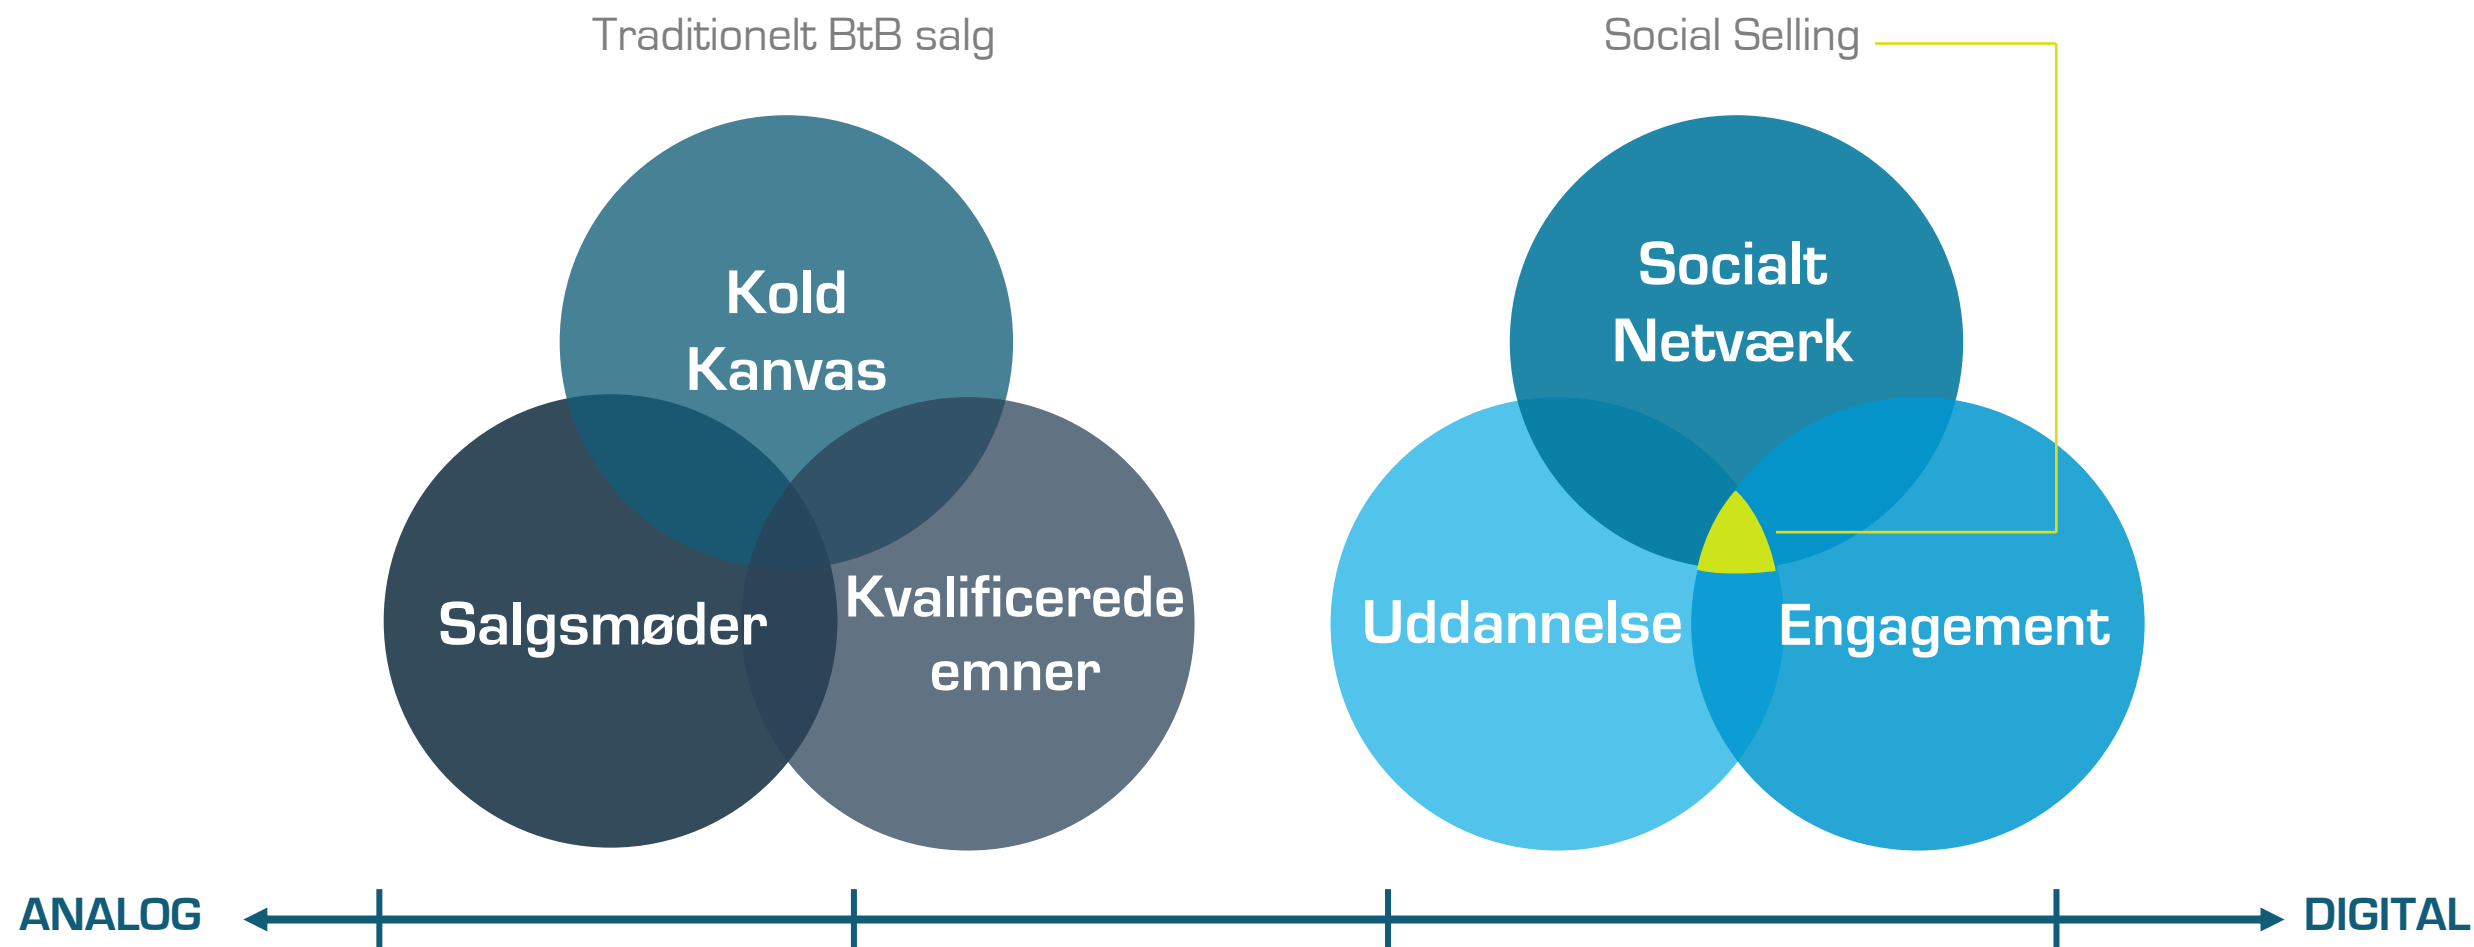 Traditionelt BtB salg
Social Selling
Kold
Kanvas
Salgsmøder
Kvalificerede
emner
Socialt
Netværk
Uddannelse
Engagement
ANALOG
DIGITAL